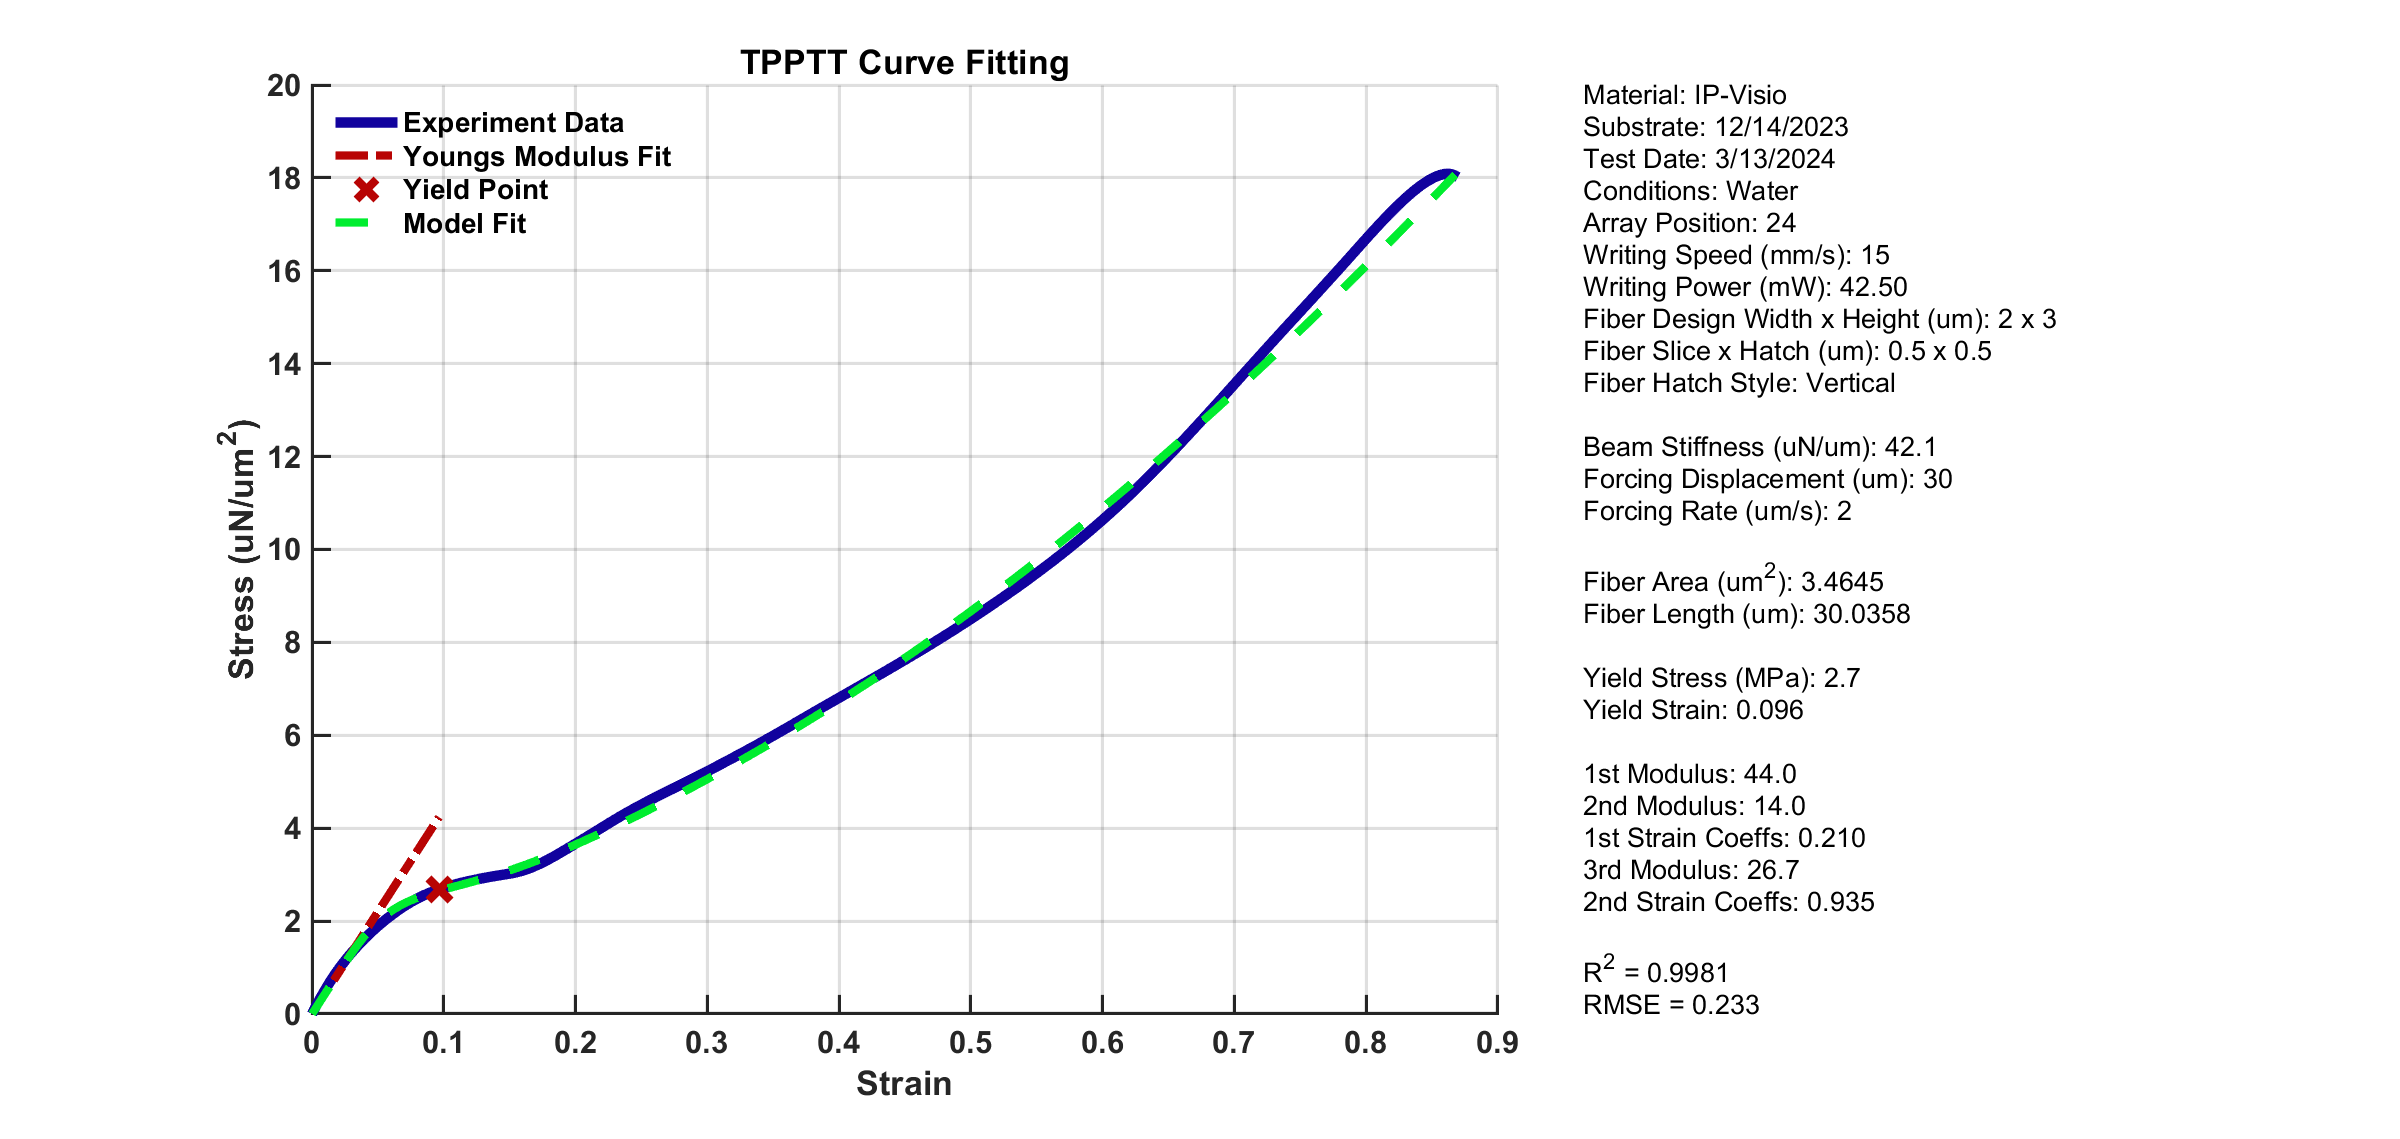 TPPTT Curve Fitting
20
18
16
14
12
10
8
6
4
2
0
Stress (uN/um²)
Experiment Data
Youngs Modulus Fit
Yield Point
Model Fit
0 0.1 0.2 0.3 0.4 0.5 0.6 0.7 0.8 0.9
Strain
Material: IP-Visio
Substrate: 12/14/2023
Test Date: 3/13/2024
Conditions: Water
Array Position: 24
Writing Speed (mm/s): 15
Writing Power (mW): 42.50
Fiber Design Width x Height (um): 2 x 3
Fiber Slice x Hatch (um): 0.5 x 0.5
Fiber Hatch Style: Vertical
Beam Stiffness (uN/um): 42.1
Forcing Displacement (um): 30
Forcing Rate (um/s): 2
Fiber Area (um²): 3.4645
Fiber Length (um): 30.0358
Yield Stress (MPa): 2.7
Yield Strain: 0.096
1st Modulus: 44.0
2nd Modulus: 14.0
1st Strain Coeffs: 0.210
3rd Modulus: 26.7
2nd Strain Coeffs: 0.935
R² = 0.9981
RMSE = 0.233